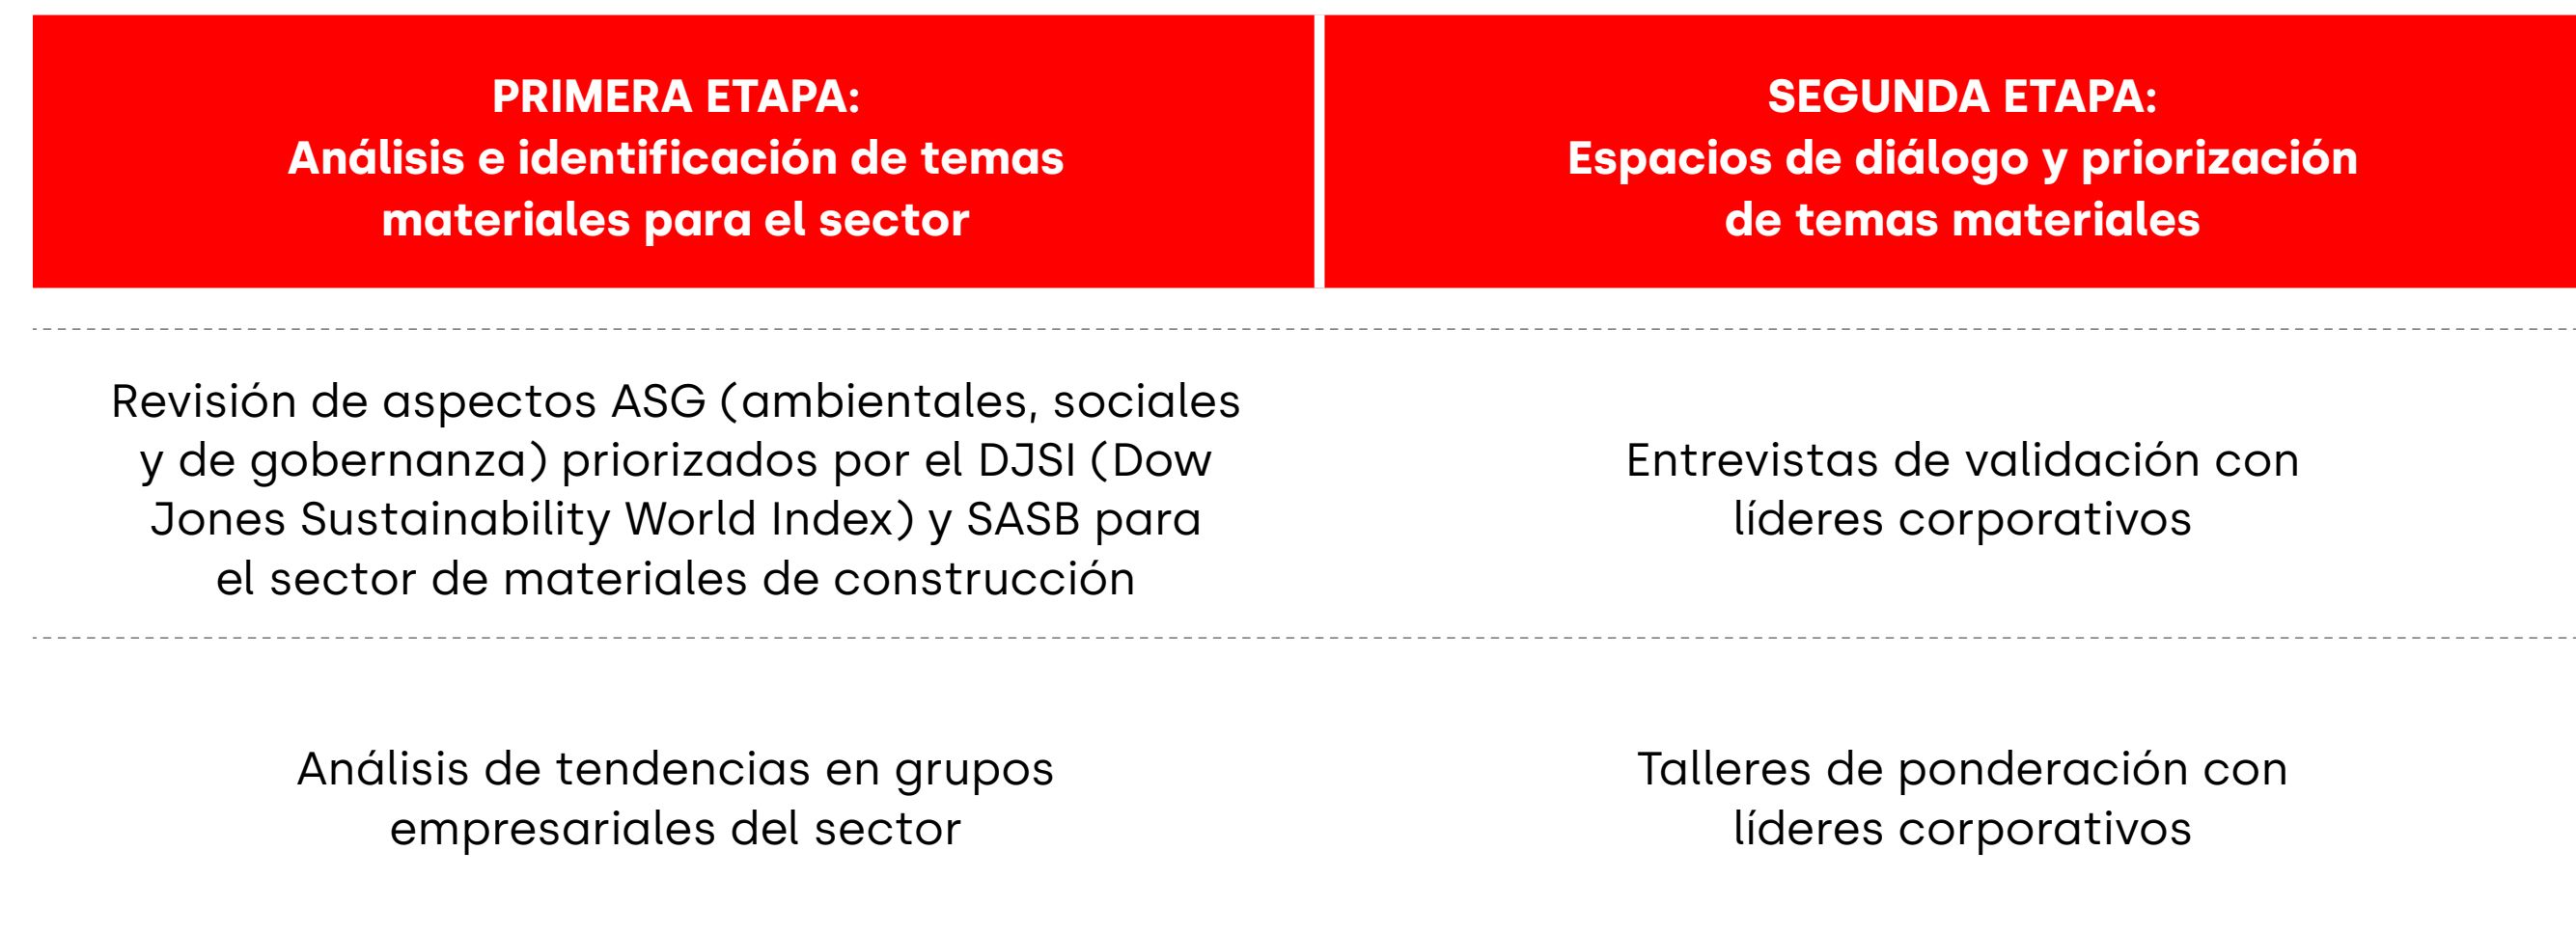 PRIMERA ETAPA:
Análisis e identificación de temas
materiales para el sector
SEGUNDA ETAPA:
Espacios de diálogo y priorización
de temas materiales
Revisión de aspectos ASG (ambientales, sociales
y de gobernanza) priorizados por el DJSI (Dow
Jones Sustainability World Index) y SASB para
el sector de materiales de construcción
Entrevistas de validación con
líderes corporativos
Análisis de tendencias en grupos
empresariales del sector
Talleres de ponderación con
líderes corporativos